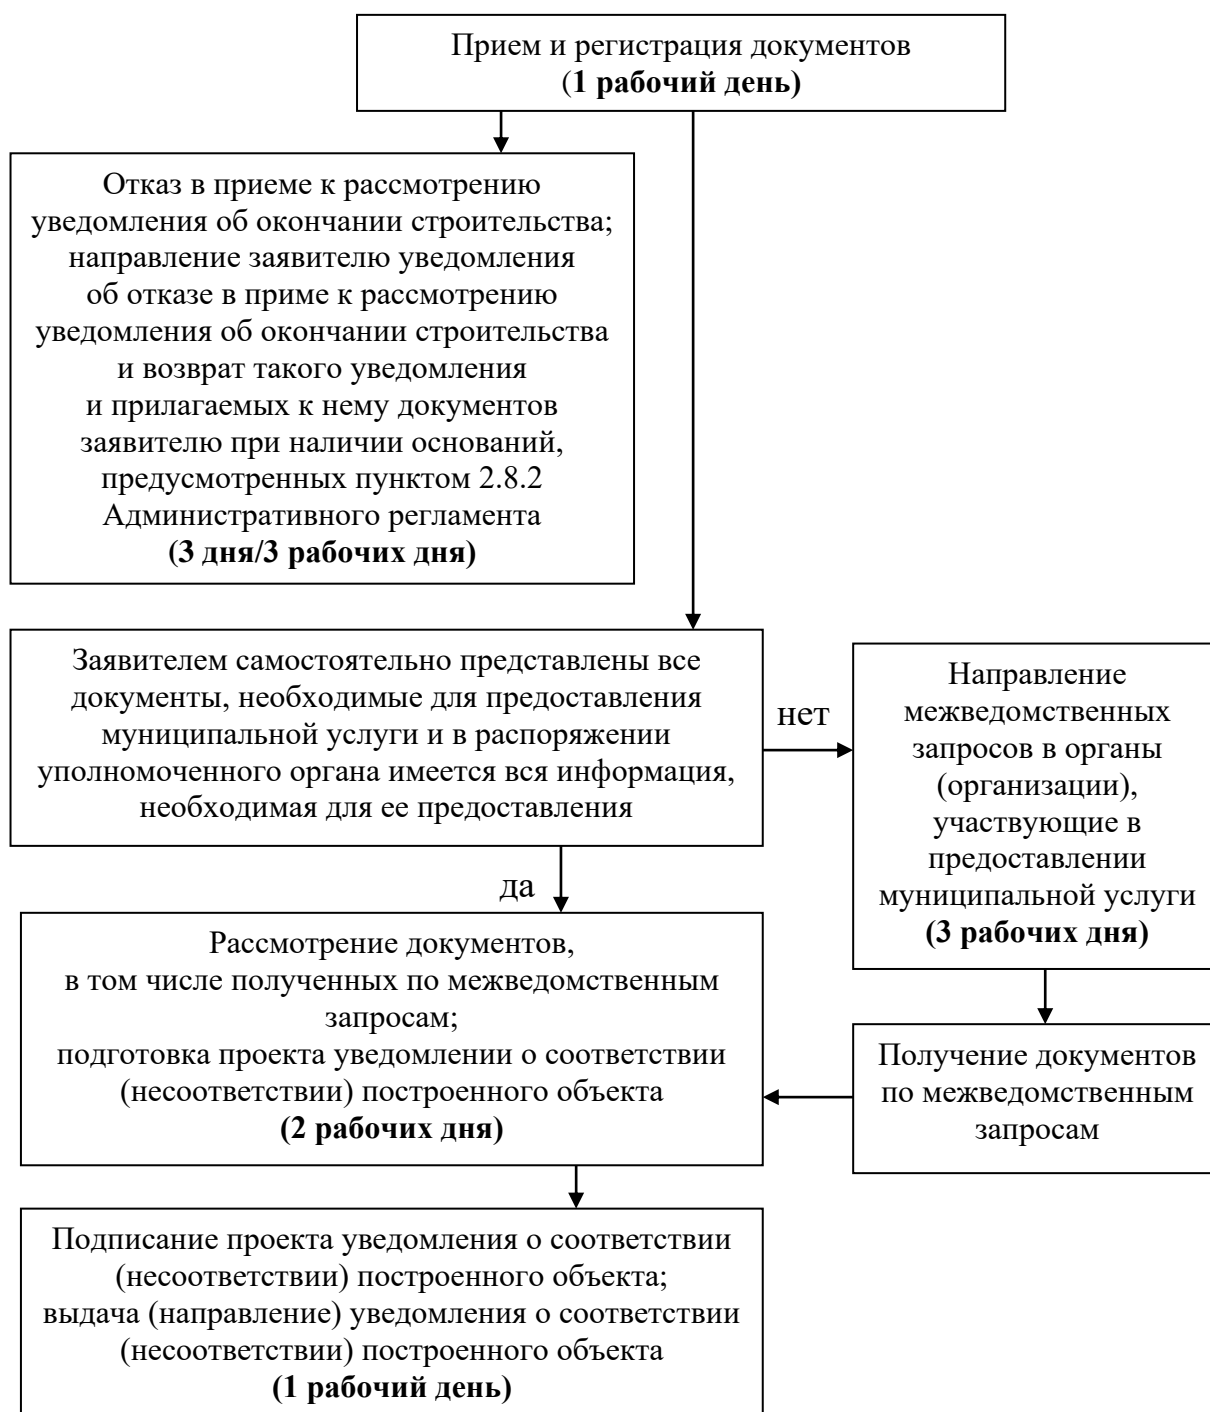 Прием и регистрация документов
(1 рабочий день)
Отказ в приеме к рассмотрению
уведомления об окончании строительства;
направление заявителю уведомления
об отказе в приме к рассмотрению
уведомления об окончании строительства
и возврат такого уведомления
и прилагаемых к нему документов
заявителю при наличии оснований,
предусмотренных пунктом 2.8.2
Административного регламента
(3 дня/3 рабочих дня)
Заявителем самостоятельно представлены все
документы, необходимые для предоставления
муниципальной услуги и в распоряжении
уполномоченного органа имеется вся информация,
необходимая для ее предоставления
нет
Направление
межведомственных
запросов в органы
(организации),
участвующие в
предоставлении
муниципальной услуги
(3 рабочих дня)
да
Рассмотрение документов,
в том числе полученных по межведомственным
запросам;
подготовка проекта уведомлении о соответствии
(несоответствии) построенного объекта
(2 рабочих дня)
Получение документов
по межведомственным
запросам
Подписание проекта уведомления о соответствии
(несоответствии) построенного объекта;
выдача (направление) уведомления о соответствии
(несоответствии) построенного объекта
(1 рабочий день)